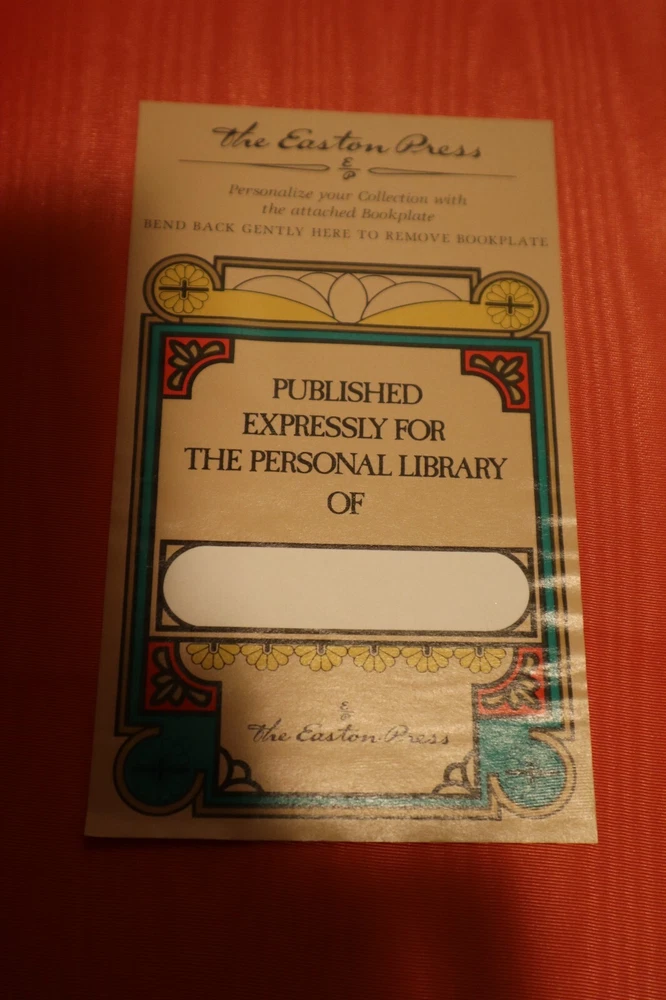 The Easton Press
E
P
Personalize your Collection with
the attached Bookplate
BEND BACK GENTLY HERE TO REMOVE BOOKPLATE
PUBLISHED
EXPRESSLY FOR
THE PERSONAL LIBRARY
OF
E
P
The Easton Press